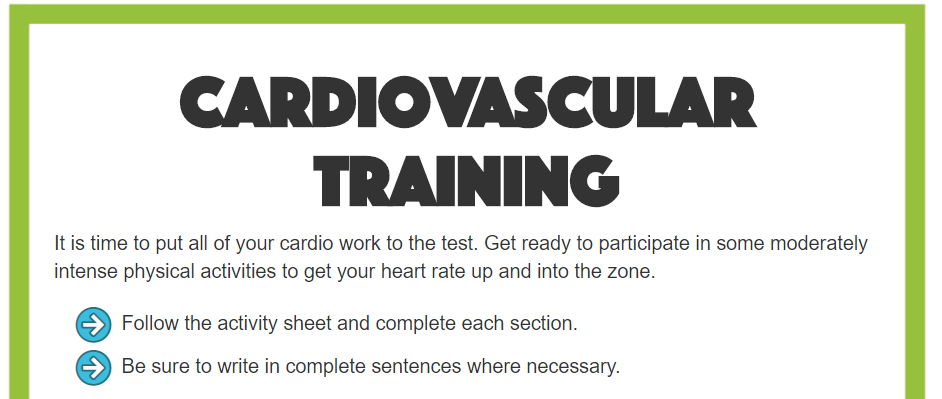 CARDIOVASCULAR
TRAINING
It is time to put all of your cardio work to the test. Get ready to participate in some moderately
intense physical activities to get your heart rate up and into the zone.
Follow the activity sheet and complete each section.
Be sure to write in complete sentences where necessary.